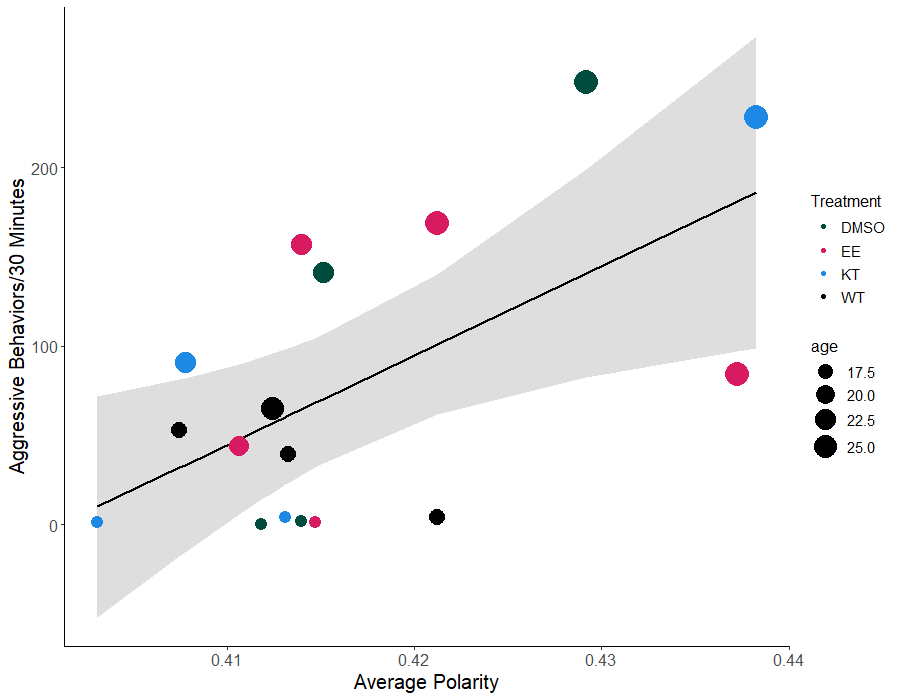 Aggressive Behaviors/30 Minutes
200
100
0
0.41 0.42 0.43 0.44
Average Polarity
Treatment
DMSO
EE
KT
WT
age
17.5
20.0
22.5
25.0